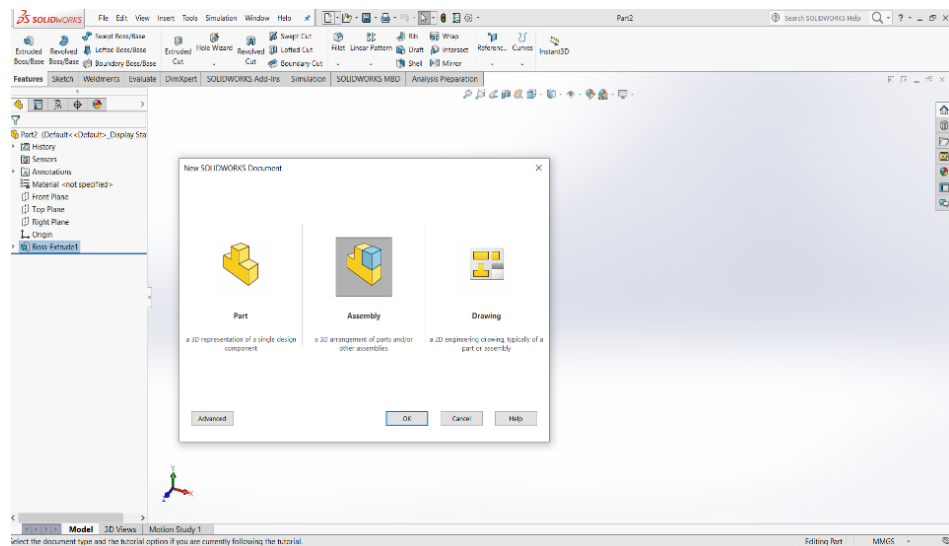 SOLIDWORKS File Edit View Insert Tools Simulation Window Help Part2 Search SOLIDWORKS Help
Extruded Boss/Base
Revolved Boss/Base
Swept Boss/Base
Lofted Boss/Base
Boundary Boss/Base
Extruded Cut
Hole Wizard
Revolved Cut
Swept Cut
Lofted Cut
Boundary Cut
Fillet
Linear Pattern
Rib
Draft
Shell
Wrap
Intersect
Mirror
Referenc...
Curves
Instant3D
Features Sketch Weldments Evaluate DimXpert SOLIDWORKS Add-Ins Simulation SOLIDWORKS MBD Analysis Preparation
Part2 (Default<<Default>_Display Sta
History
Sensors
Annotations
Material <not specified>
Front Plane
Top Plane
Right Plane
Origin
Boss-Extrude1
New SOLIDWORKS Document
Part
a 3D representation of a single design
component
Assembly
a 3D arrangement of parts and/or
other assemblies
Drawing
a 2D engineering drawing, typically of a
part or assembly
Advanced OK Cancel Help
Model 3D Views Motion Study 1
Select the document type and the tutorial option if you are currently following the tutorial. Editing Part MMGS